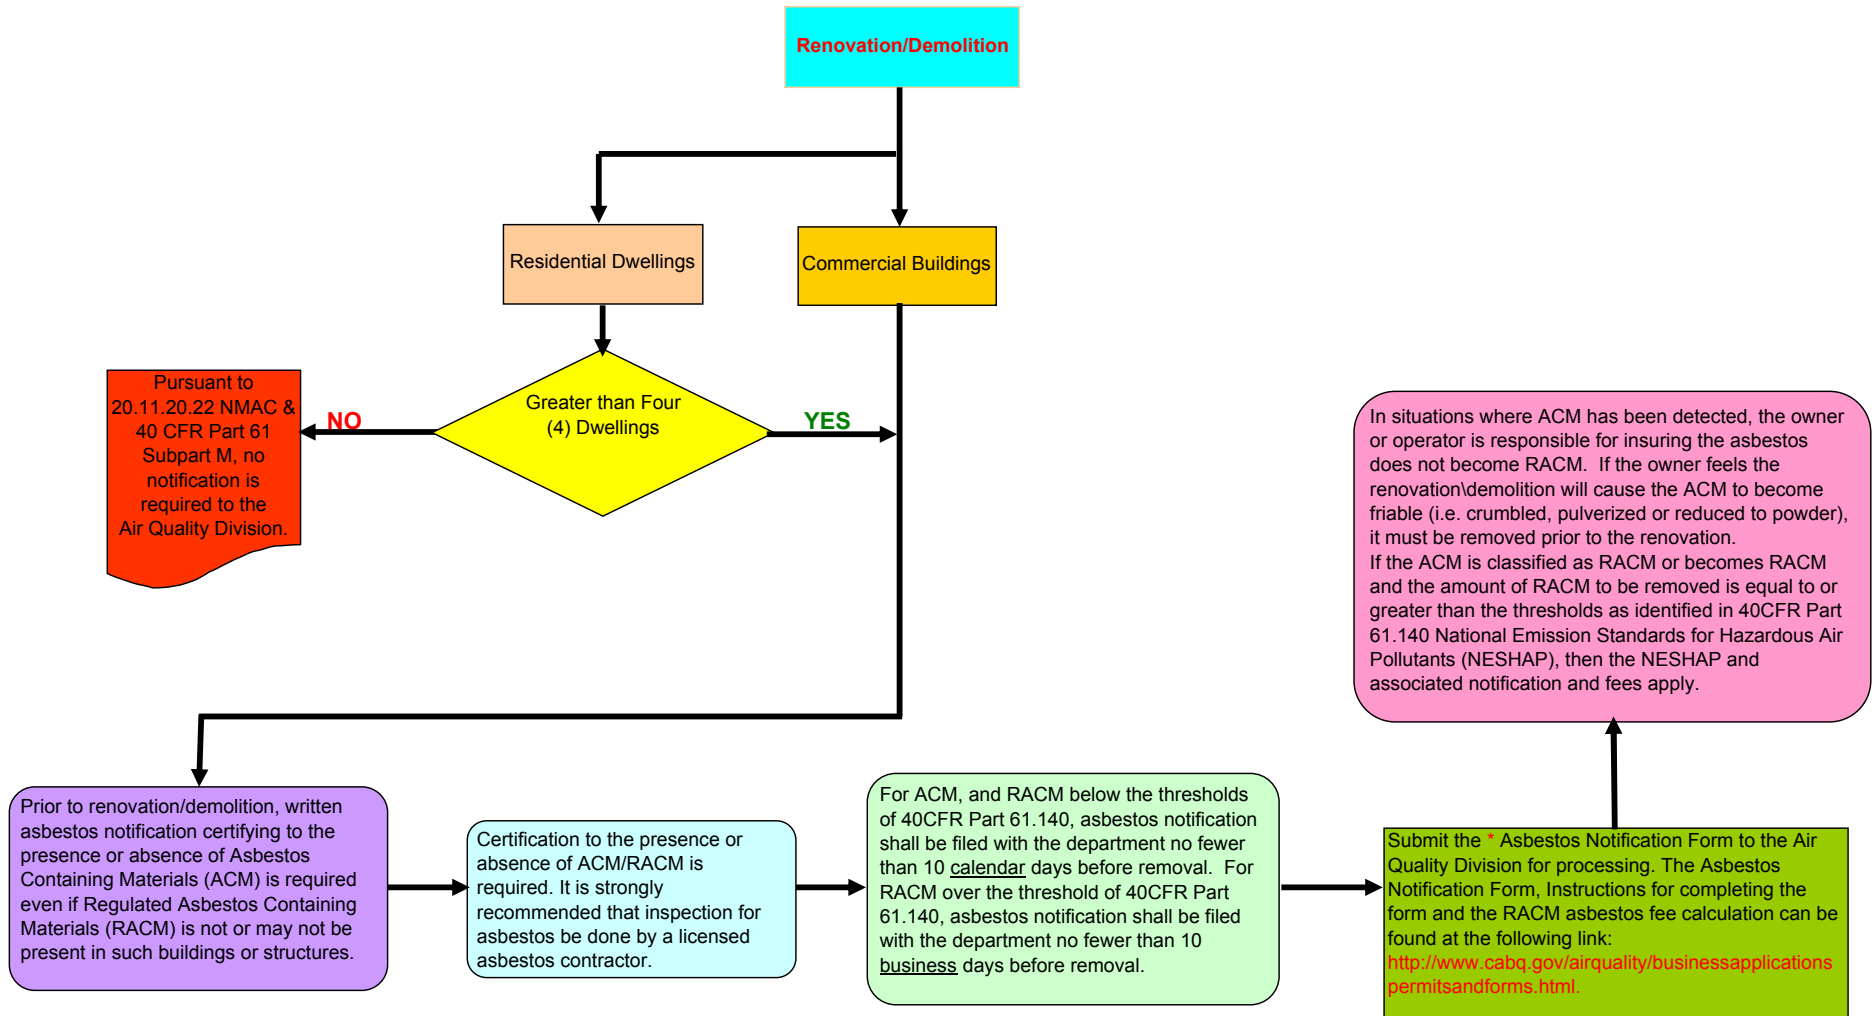 Renovation/Demolition
Residential Dwellings
Commercial Buildings
Greater than Four
(4) Dwellings
NO
YES
Pursuant to
20.11.20.22 NMAC &
40 CFR Part 61
Subpart M, no
notification is
required to the
Air Quality Division.
Prior to renovation/demolition, written
asbestos notification certifying to the
presence or absence of Asbestos
Containing Materials (ACM) is required
even if Regulated Asbestos Containing
Materials (RACM) is not or may not be
present in such buildings or structures.
Certification to the presence or
absence of ACM/RACM is
required. It is strongly
recommended that inspection for
asbestos be done by a licensed
asbestos contractor.
For ACM, and RACM below the thresholds
of 40CFR Part 61.140, asbestos notification
shall be filed with the department no fewer
than 10 calendar days before removal.  For
RACM over the threshold of 40CFR Part
61.140, asbestos notification shall be filed
with the department no fewer than 10
business days before removal.
Submit the * Asbestos Notification Form to the Air
Quality Division for processing. The Asbestos
Notification Form, Instructions for completing the
form and the RACM asbestos fee calculation can be
found at the following link:
http://www.cabq.gov/airquality/businessapplications
permitsandforms.html.
In situations where ACM has been detected, the owner
or operator is responsible for insuring the asbestos
does not become RACM.  If the owner feels the
renovation\demolition will cause the ACM to become
friable (i.e. crumbled, pulverized or reduced to powder),
it must be removed prior to the renovation.
If the ACM is classified as RACM or becomes RACM
and the amount of RACM to be removed is equal to or
greater than the thresholds as identified in 40CFR Part
61.140 National Emission Standards for Hazardous Air
Pollutants (NESHAP), then the NESHAP and
associated notification and fees apply.